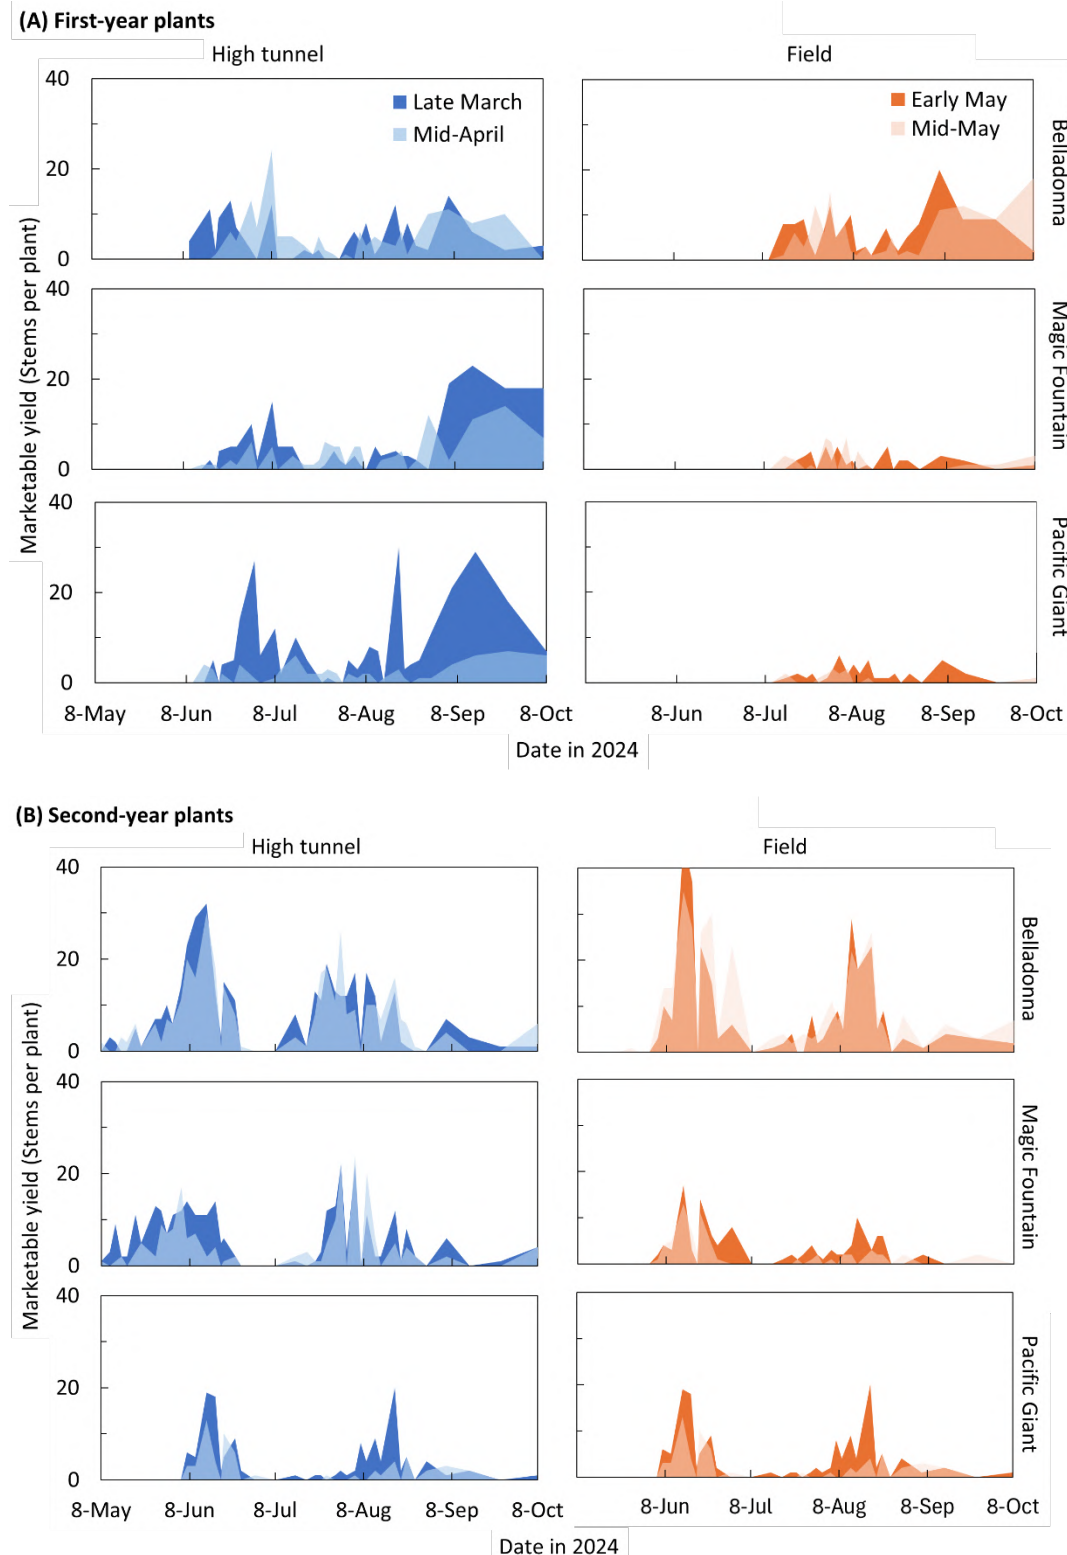 (A) First-year plants
High tunnel
Field
40
20
0
Late March
Mid-April
Early May
Mid-May
Belladonna
Marketable yield (Stems per plant)
40
20
0
Magic Fountain
40
20
0
Pacific Giant
8-May 8-Jun 8-Jul 8-Aug 8-Sep 8-Oct
8-Jun 8-Jul 8-Aug 8-Sep 8-Oct
Date in 2024
(B) Second-year plants
High tunnel
Field
40
20
0
Belladonna
Marketable yield (Stems per plant)
40
20
0
Magic Fountain
40
20
0
Pacific Giant
8-May 8-Jun 8-Jul 8-Aug 8-Sep 8-Oct
8-Jun 8-Jul 8-Aug 8-Sep 8-Oct
Date in 2024